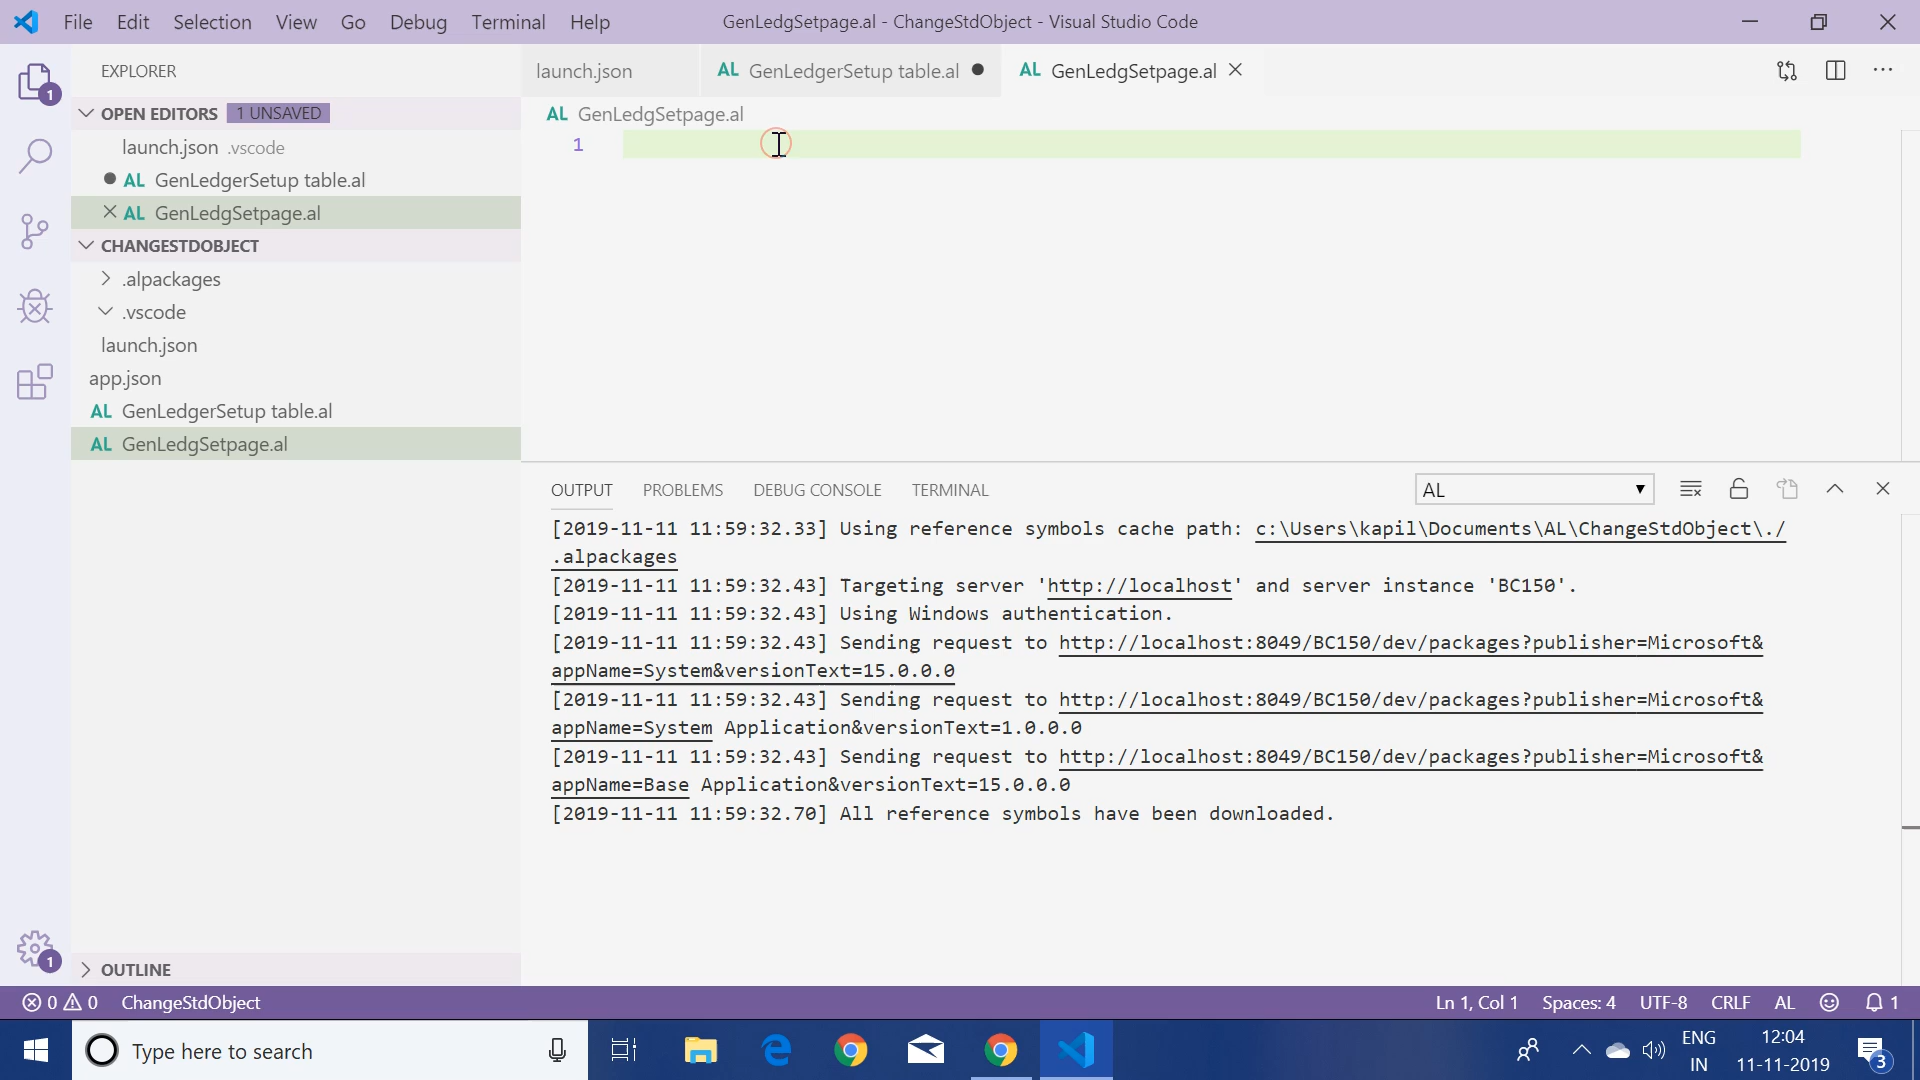 File Edit Selection View Go Debug Terminal Help
GenLedgSetpage.al - ChangeStdObject - Visual Studio Code
EXPLORER
OPEN EDITORS 1 UNSAVED
launch.json .vscode
AL GenLedgerSetup table.al
AL GenLedgSetpage.al
CHANGESTDOBJECT
.alpackages
.vscode
launch.json
app.json
AL GenLedgerSetup table.al
AL GenLedgSetpage.al
OUTLINE
1
1
launch.json AL GenLedgerSetup table.al AL GenLedgSetpage.al
AL GenLedgSetpage.al
1
OUTPUT PROBLEMS DEBUG CONSOLE TERMINAL AL
[2019-11-11 11:59:32.33] Using reference symbols cache path: c:\Users\kapil\Documents\AL\ChangeStdObject\./
.alpackages
[2019-11-11 11:59:32.43] Targeting server 'http://localhost' and server instance 'BC150'.
[2019-11-11 11:59:32.43] Using Windows authentication.
[2019-11-11 11:59:32.43] Sending request to http://localhost:8049/BC150/dev/packages?publisher=Microsoft&
appName=System&versionText=15.0.0.0
[2019-11-11 11:59:32.43] Sending request to http://localhost:8049/BC150/dev/packages?publisher=Microsoft&
appName=System Application&versionText=1.0.0.0
[2019-11-11 11:59:32.43] Sending request to http://localhost:8049/BC150/dev/packages?publisher=Microsoft&
appName=Base Application&versionText=15.0.0.0
[2019-11-11 11:59:32.70] All reference symbols have been downloaded.
0 0 ChangeStdObject Ln 1, Col 1 Spaces: 4 UTF-8 CRLF AL 1
Type here to search
ENG
IN
12:04
11-11-2019
3